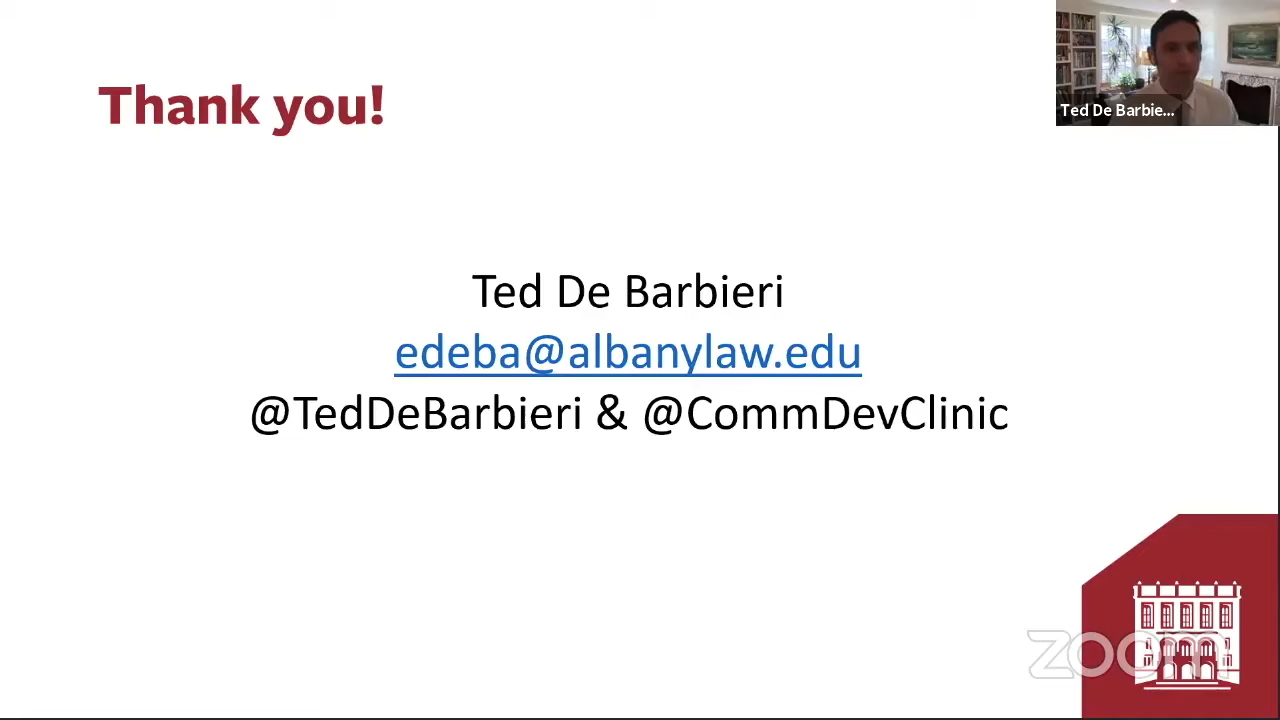 Thank you!
Ted De Barbie...
Ted De Barbieri
edeba@albanylaw.edu
@TedDeBarbieri & @CommDevClinic
zoom